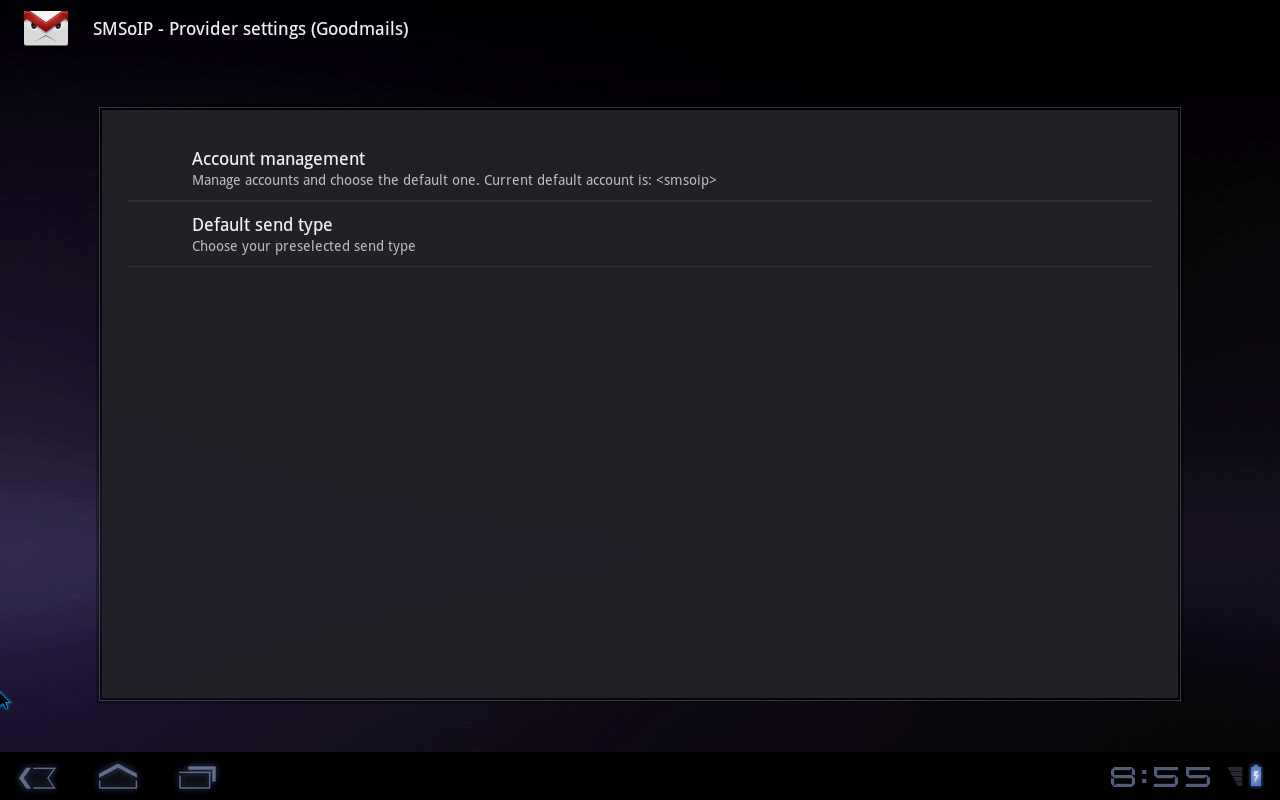 SMSoIP - Provider settings (Goodmails)
Account management
Manage accounts and choose the default one. Current default account is: <smsoip>
Default send type
Choose your preselected send type
8:55